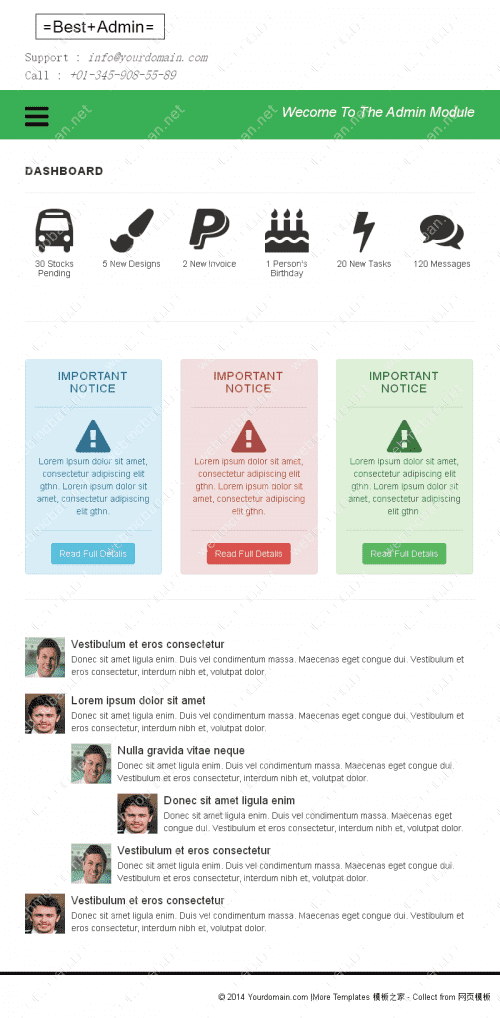 =Best+Admin=
Support : info@yourdomain.com
Call : +01-345-908-55-89
Wecome To The Admin Module
DASHBOARD
30 Stocks
Pending
5 New Designs
2 New Invoice
1 Person's
Birthday
20 New Tasks
120 Messages
IMPORTANT
NOTICE
Lorem ipsum dolor sit amet,
consectetur adipiscing elit
gthn. Lorem ipsum dolor sit
amet, consectetur adipiscing
elit gthn.
Read Full Details
IMPORTANT
NOTICE
Lorem ipsum dolor sit amet,
consectetur adipiscing elit
gthn. Lorem ipsum dolor sit
amet, consectetur adipiscing
elit gthn.
Read Full Details
IMPORTANT
NOTICE
Lorem ipsum dolor sit amet,
consectetur adipiscing elit
gthn. Lorem ipsum dolor sit
amet, consectetur adipiscing
elit gthn.
Read Full Details
Vestibulum et eros consectetur
Donec sit amet ligula enim. Duis vel condimentum massa. Maecenas eget congue dui. Vestibulum et
eros consectetur, interdum nibh et, volutpat dolor.
Lorem ipsum dolor sit amet
Donec sit amet ligula enim. Duis vel condimentum massa. Maecenas eget congue dui. Vestibulum et
eros consectetur, interdum nibh et, volutpat dolor.
Nulla gravida vitae neque
Donec sit amet ligula enim. Duis vel condimentum massa. Maecenas eget congue dui.
Vestibulum et eros consectetur, interdum nibh et, volutpat dolor.
Donec sit amet ligula enim
Donec sit amet ligula enim. Duis vel condimentum massa. Maecenas eget
congue dui. Vestibulum et eros consectetur, interdum nibh et, volutpat dolor.
Vestibulum et eros consectetur
Donec sit amet ligula enim. Duis vel condimentum massa. Maecenas eget congue dui.
Vestibulum et eros consectetur, interdum nibh et, volutpat dolor.
Vestibulum et eros consectetur
Donec sit amet ligula enim. Duis vel condimentum massa. Maecenas eget congue dui. Vestibulum et
eros consectetur, interdum nibh et, volutpat dolor.
© 2014 Yourdomain.com |More Templates 模板之家 - Collect from 网页模板